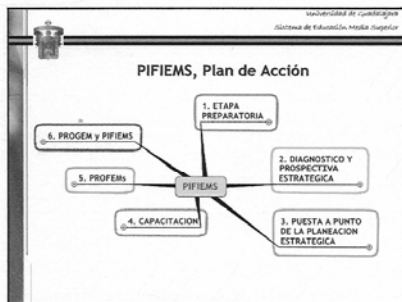 Universidad de Guadalajara
Sistema de Educación Media Superior
PIFIEMS, Plan de Acción
1. ETAPA
PREPARATORIA
6. PROGEM y PIFIEMS
2. DIAGNOSTICO Y
PROSPECTIVA
ESTRATEGICA
5. PROFEMs
PIFIEMS
4. CAPACITACION
3. PUESTA A PUNTO
DE LA PLANEACION
ESTRATEGICA